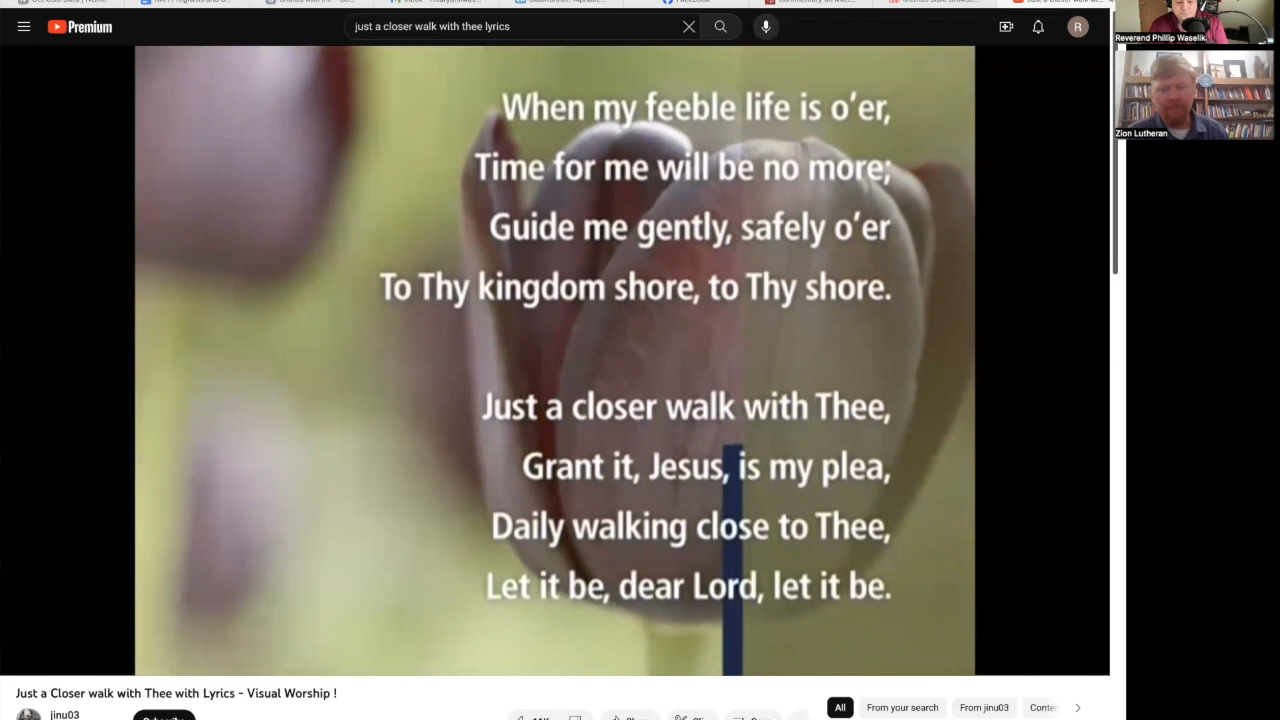 Facebook
Premium
just a closer walk with thee lyrics
R
Reverend Phillip Waselik
Zion Lutheran
When my feeble life is o'er,
Time for me will be no more;
Guide me gently, safely o'er
To Thy kingdom shore, to Thy shore.
Just a closer walk with Thee,
Grant it, Jesus, is my plea,
Daily walking close to Thee,
Let it be, dear Lord, let it be.
Just a Closer walk with Thee with Lyrics - Visual Worship !
jinu03
All
From your search
From jinu03